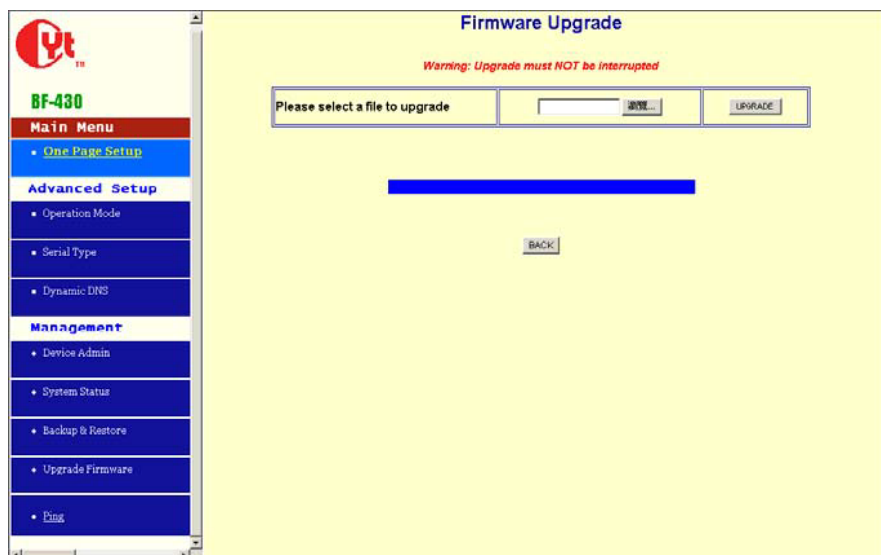 Yt
TM
BF-430
Main Menu
One Page Setup
Advanced Setup
Operation Mode
Serial Type
Dynamic DNS
Management
Device Admin
System Status
Backup & Restore
Upgrade Firmware
Ping
Firmware Upgrade
Warning: Upgrade must NOT be interrupted
Please select a file to upgrade
UPGRADE
BACK